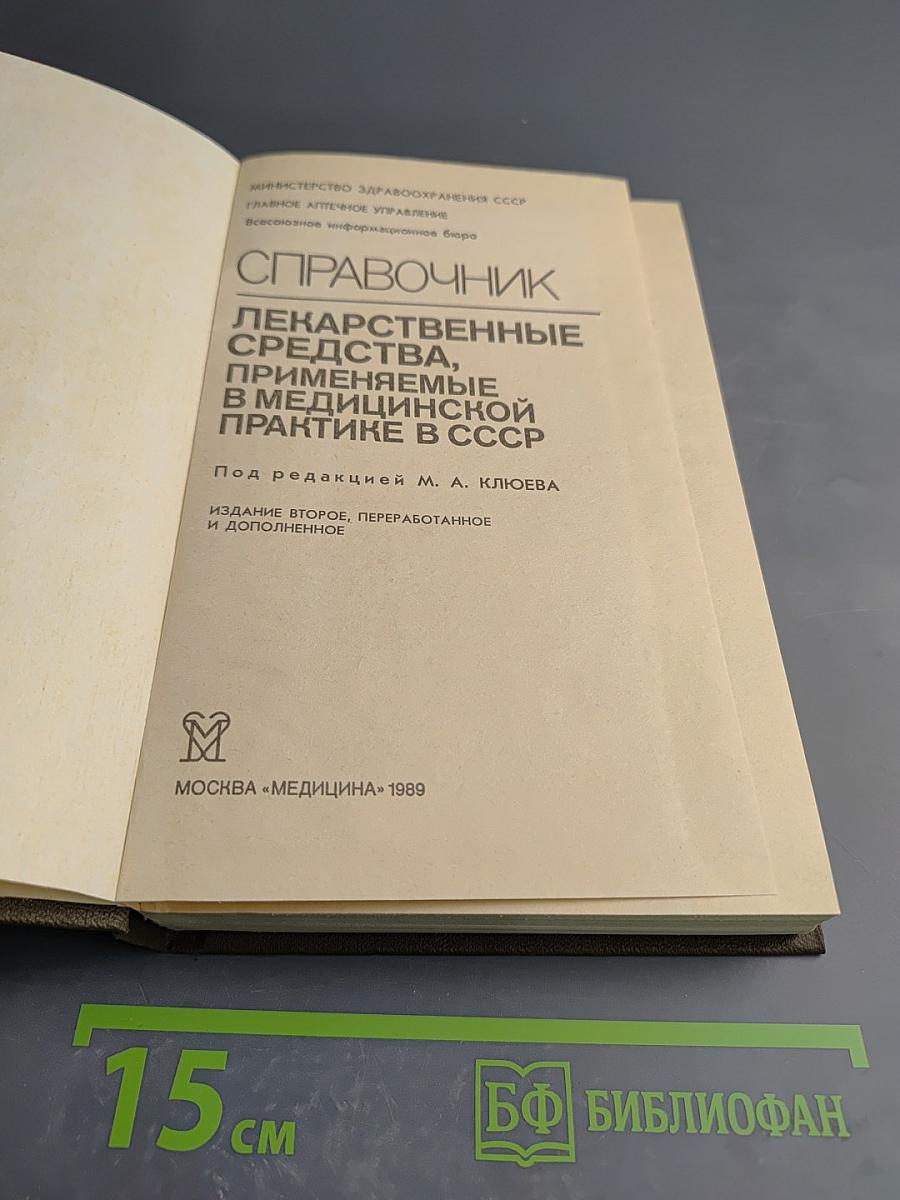 МИНИСТЕРСТВО ЗДРАВООХРАНЕНИЯ СССР
ГЛАВНОЕ АПТЕЧНОЕ УПРАВЛЕНИЕ
Всесоюзное информационное бюро
СПРАВОЧНИК
ЛЕКАРСТВЕННЫЕ
СРЕДСТВА,
ПРИМЕНЯЕМЫЕ
В МЕДИЦИНСКОЙ
ПРАКТИКЕ В СССР
Под редакцией М. А. КЛЮЕВА
ИЗДАНИЕ ВТОРОЕ, ПЕРЕРАБОТАННОЕ
И ДОПОЛНЕННОЕ
М
МОСКВА «МЕДИЦИНА» 1989
15 см
БФ БИБЛИОФАН